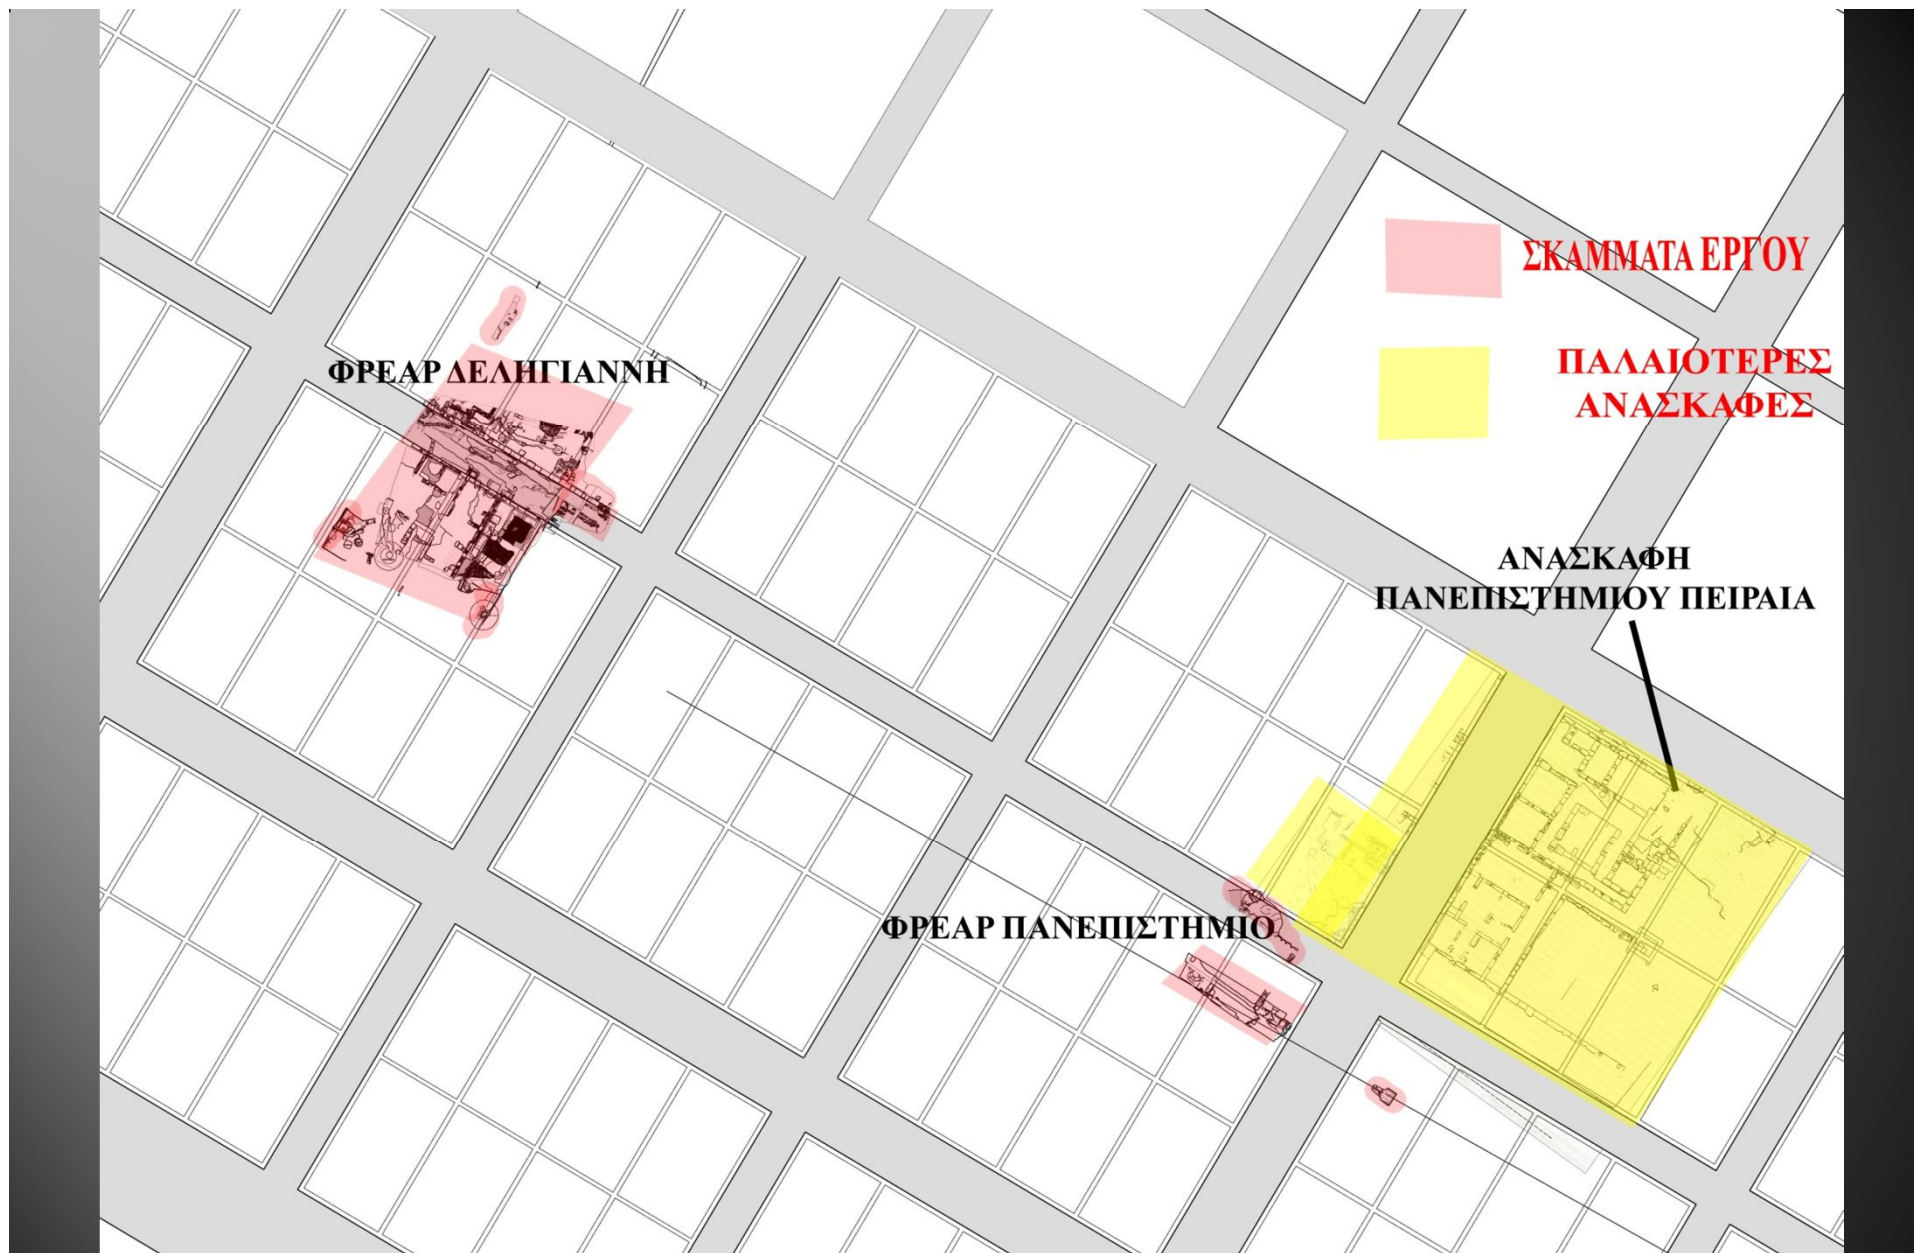 ΣΚΑΜΜΑΤΑ ΕΡΓΟΥ
ΠΑΛΑΙΟΤΕΡΕΣ
ΑΝΑΣΚΑΦΕΣ
ΦΡΕΑΡ ΔΕΛΗΓΙΑΝΝΗ
ΑΝΑΣΚΑΦΗ
ΠΑΝΕΠΙΣΤΗΜΙΟΥ ΠΕΙΡΑΙΑ
ΦΡΕΑΡ ΠΑΝΕΠΙΣΤΗΜΙΟ